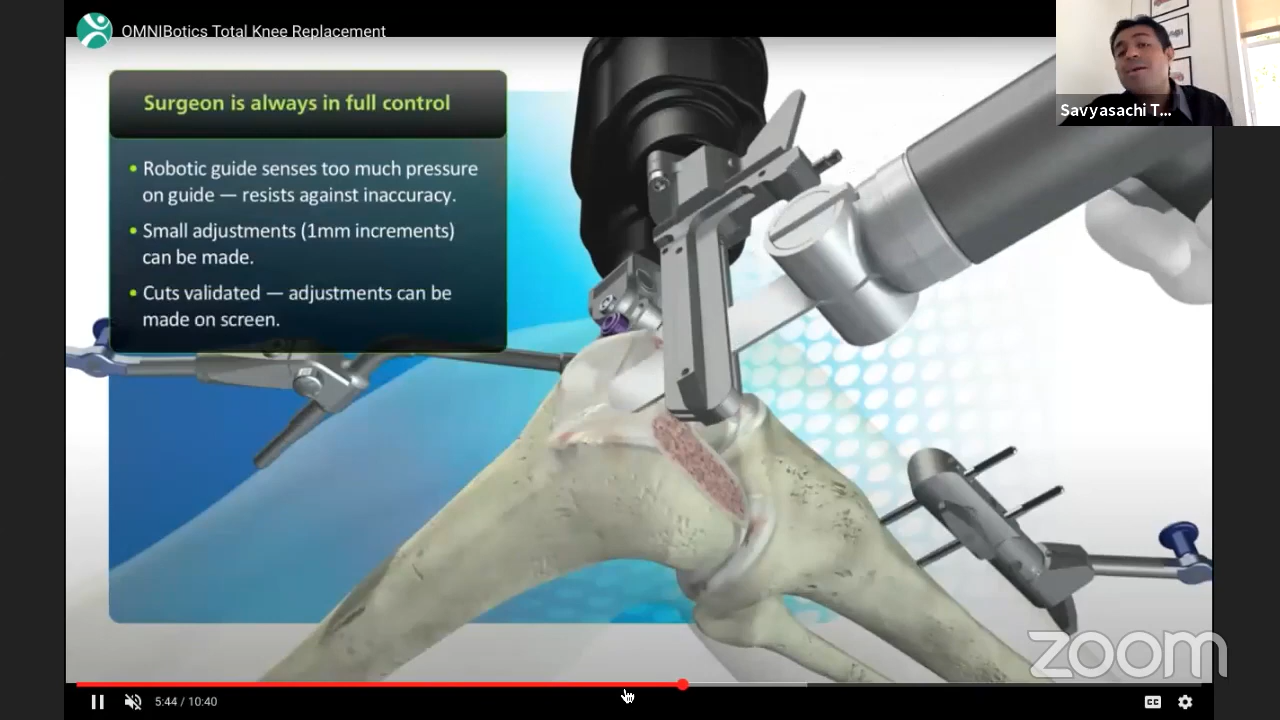 OMNIBotics Total Knee Replacement
Surgeon is always in full control
• Robotic guide senses too much pressure
on guide — resists against inaccuracy.
• Small adjustments (1mm increments)
can be made.
• Cuts validated — adjustments can be
made on screen.
Savyasachi T...
zoom
5:44 / 10:40
CC